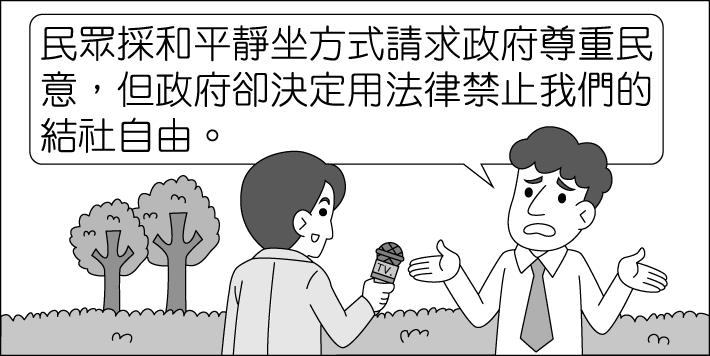 民眾採和平靜坐方式請求政府尊重民
意，但政府卻決定用法律禁止我們的
結社自由。
TV